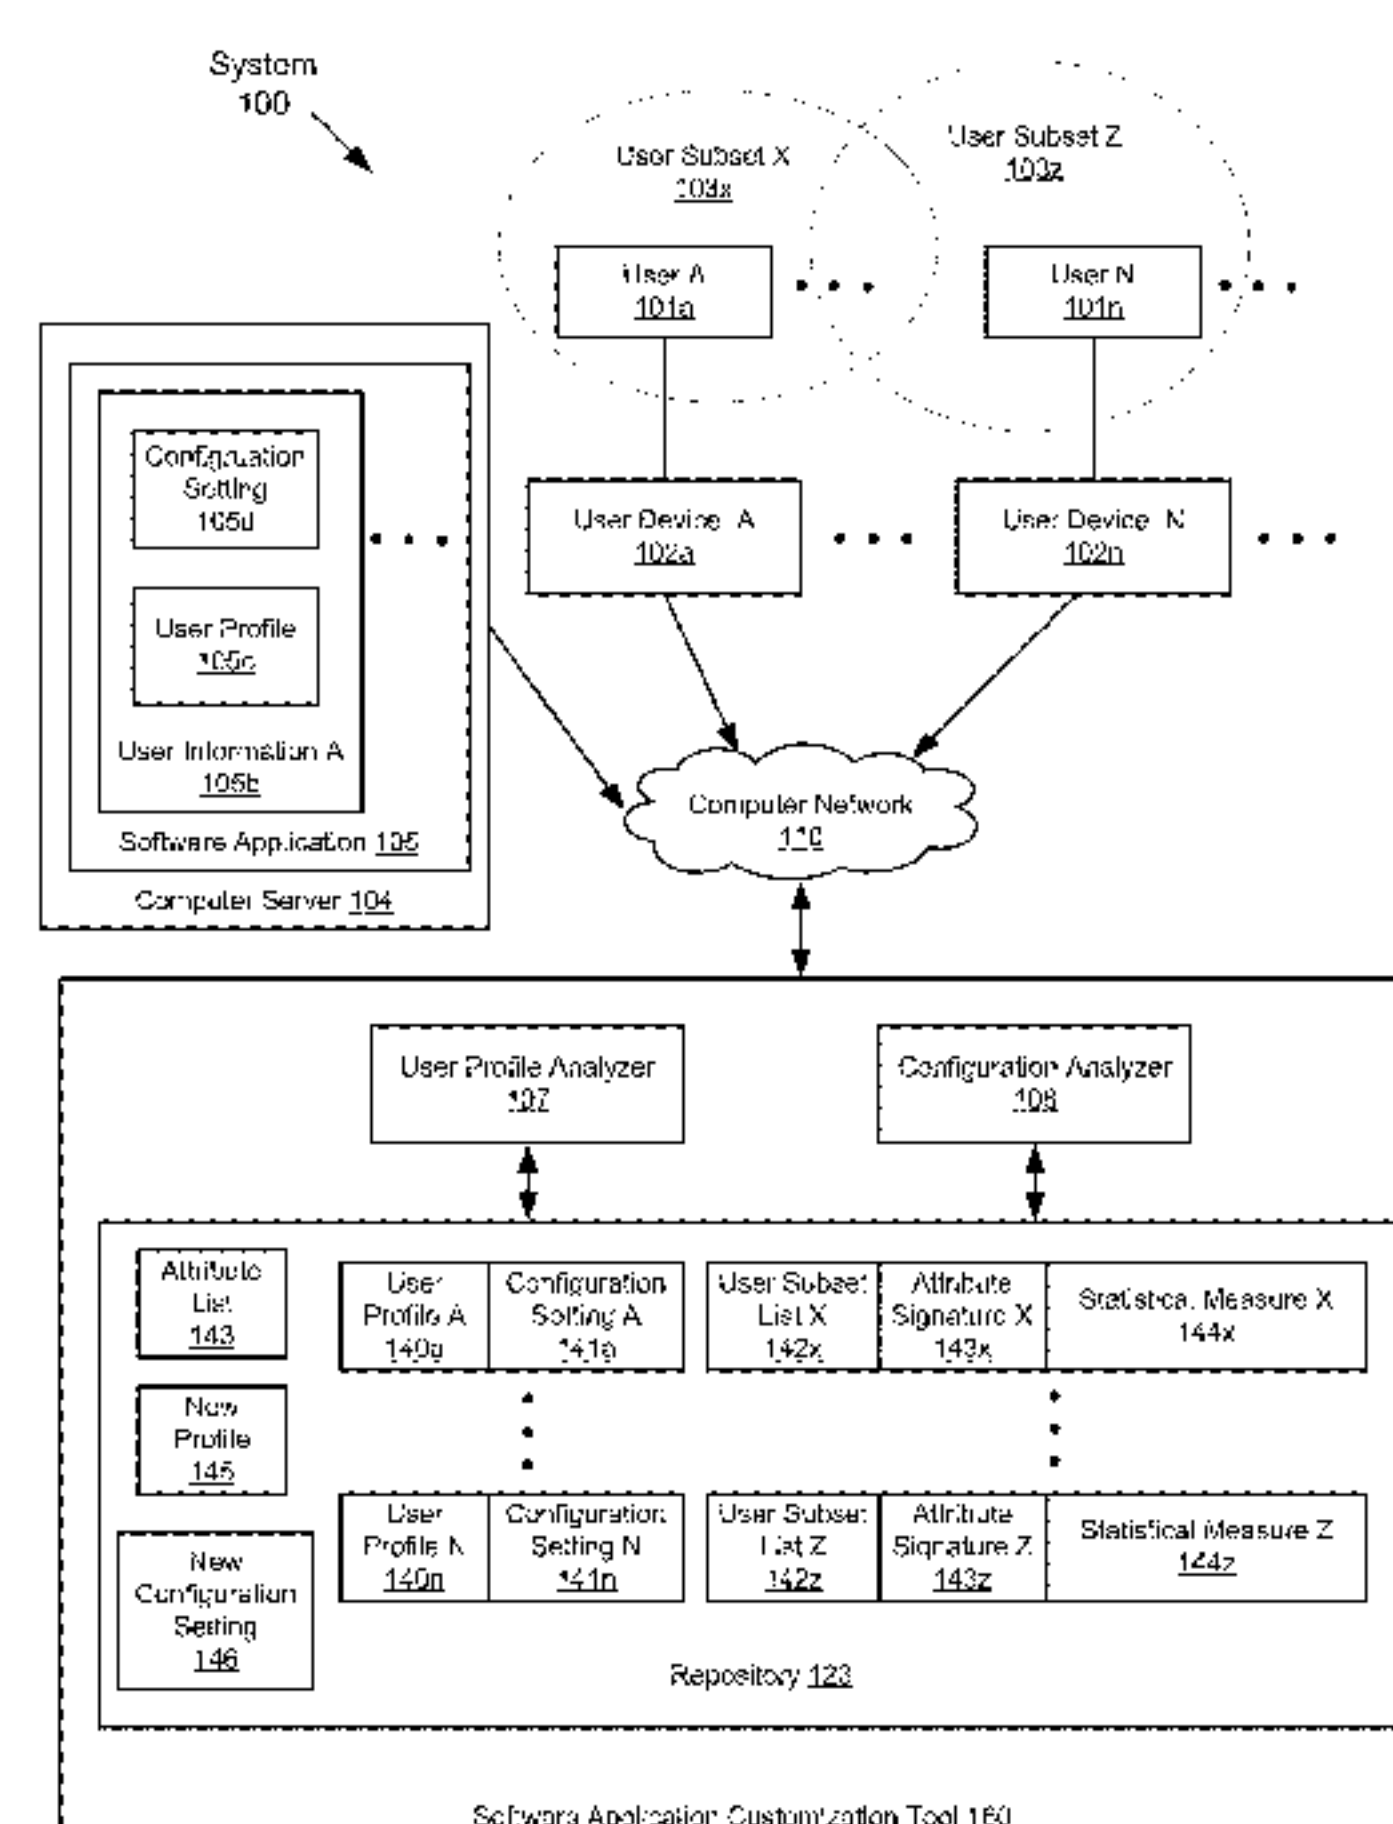 System
100
User Subset X
103x
User Subset Z
103z
User A
101a
User N
101n
Configuration
Setting
105d
User Profile
105c
User Information A
105b
Software Application 105
Computer Server 104
User Device A
102a
User Device N
102n
Computer Network
110
User Profile Analyzer
107
Configuration Analyzer
108
Attribute
List
143
New
Profile
145
New
Configuration
Setting
146
User
Profile A
140a
Configuration
Setting A
141a
User Subset
List X
142x
Attribute
Signature X
143x
Statistical Measure X
144x
User
Profile N
140n
Configuration
Setting N
141n
User Subset
List Z
142z
Attribute
Signature Z
143z
Statistical Measure Z
144z
Repository 123
Software Application Customization Tool